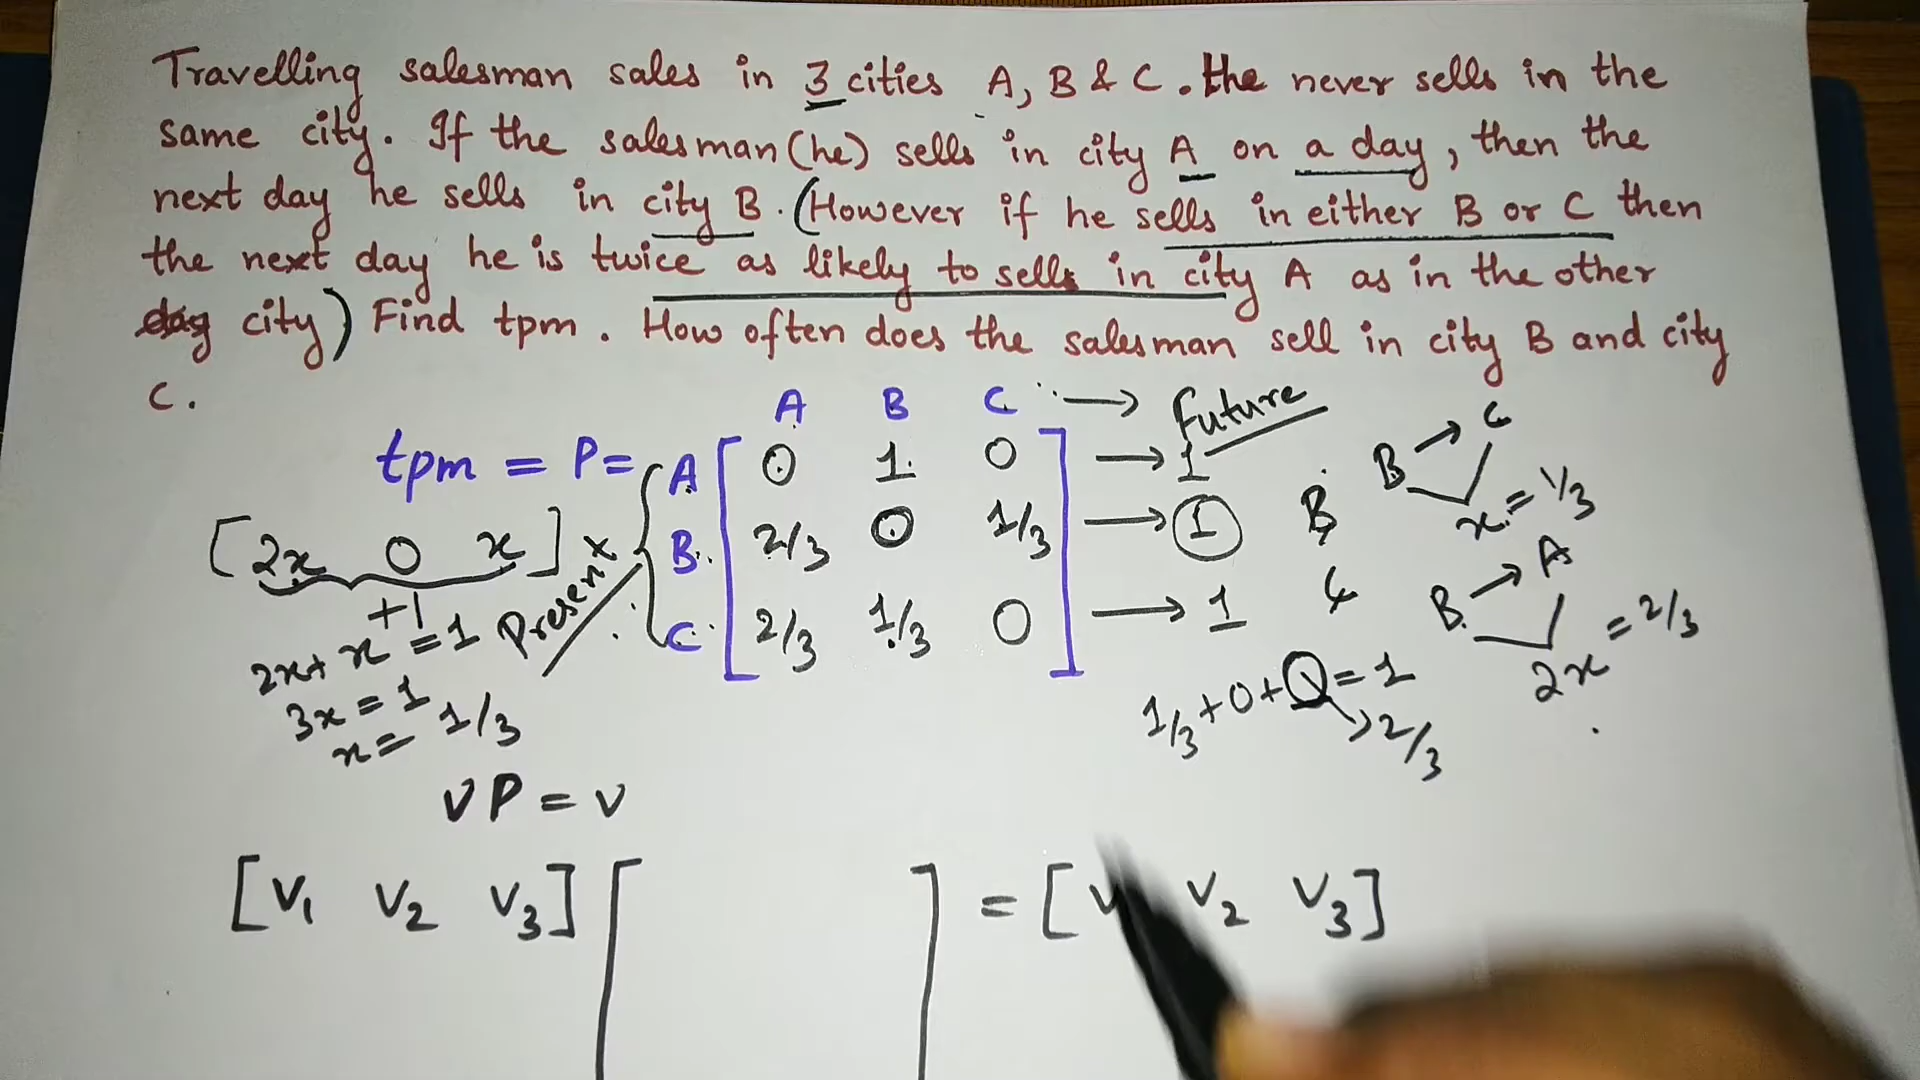 Travelling salesman sales in 3 cities A, B & C. the never sells in the
same city. If the salesman (he) sells in city A on a day, then the
next day he sells in city B. (However if he sells in either B or C then
the next day he is twice as likely to sells in city A as in the other
day city) Find tpm. How often does the salesman sell in city B and city
C.
A B C → Future
tpm = P = A [ 0 1 0 ] → 1
B [ 2/3 0 1/3 ] → 1
C [ 2/3 1/3 0 ] → 1
Present
[2x 0 x]
+1
2x + x = 1
3x = 1
x = 1/3
B
C
B → C
x = 1/3
B → A
2x = 2/3
1/3 + 0 + Q = 1
→ 2/3
VP = V
[V1 V2 V3] [ ] = [V V2 V3]